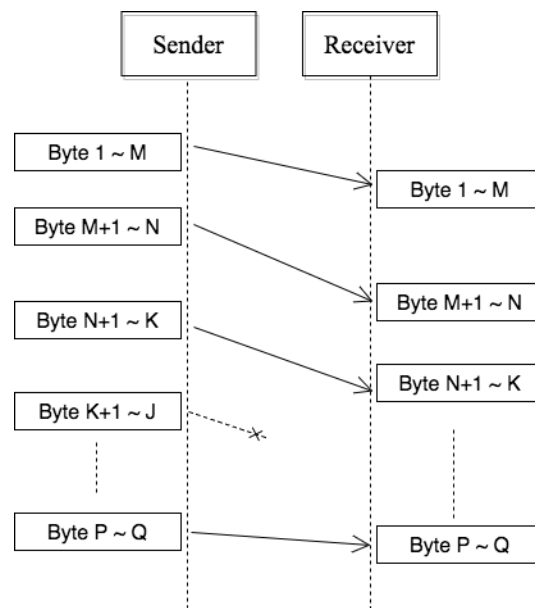 Sender
Receiver
Byte 1 ~ M
Byte 1 ~ M
Byte M+1 ~ N
Byte M+1 ~ N
Byte N+1 ~ K
Byte N+1 ~ K
Byte K+1 ~ J
Byte P ~ Q
Byte P ~ Q